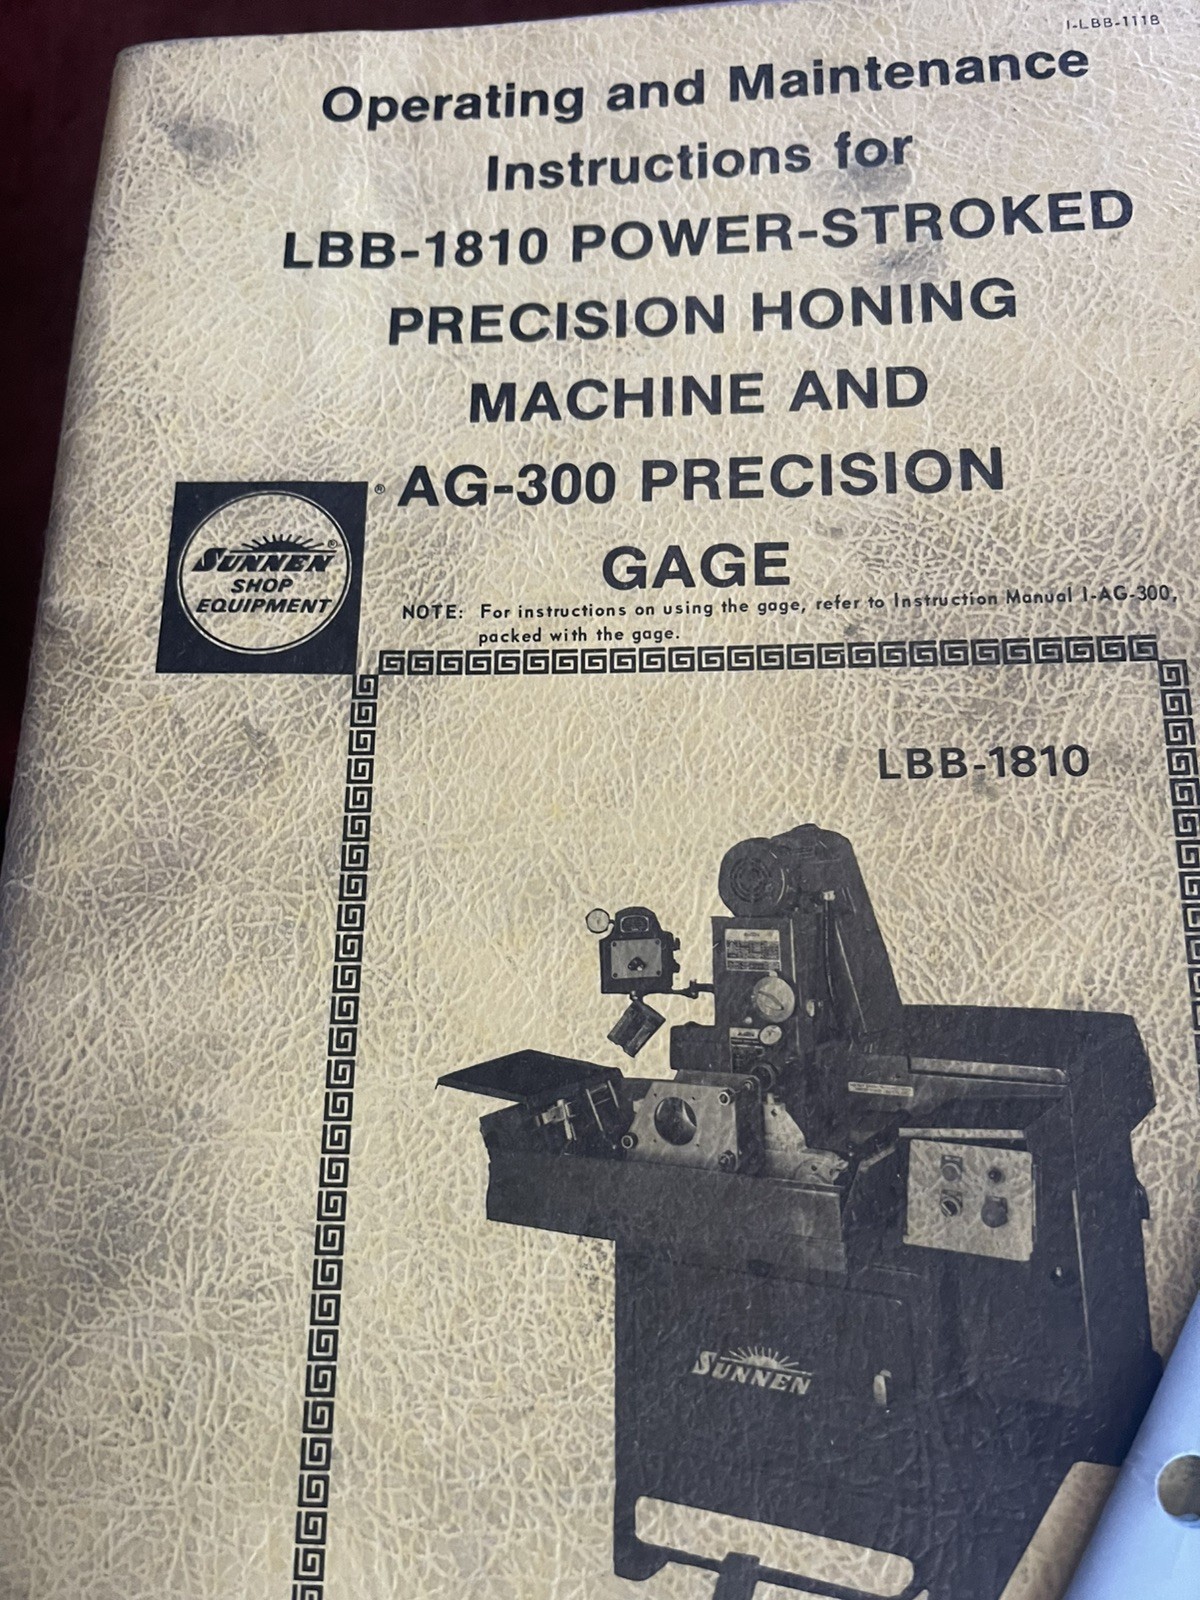 I-LBB-111B
Operating and Maintenance
Instructions for
LBB-1810 POWER-STROKED
PRECISION HONING
MACHINE AND
® AG-300 PRECISION
GAGE
SUNNEN®
SHOP
EQUIPMENT
NOTE: For instructions on using the gage, refer to Instruction Manual I-AG-300,
packed with the gage.
LBB-1810
SUNNEN